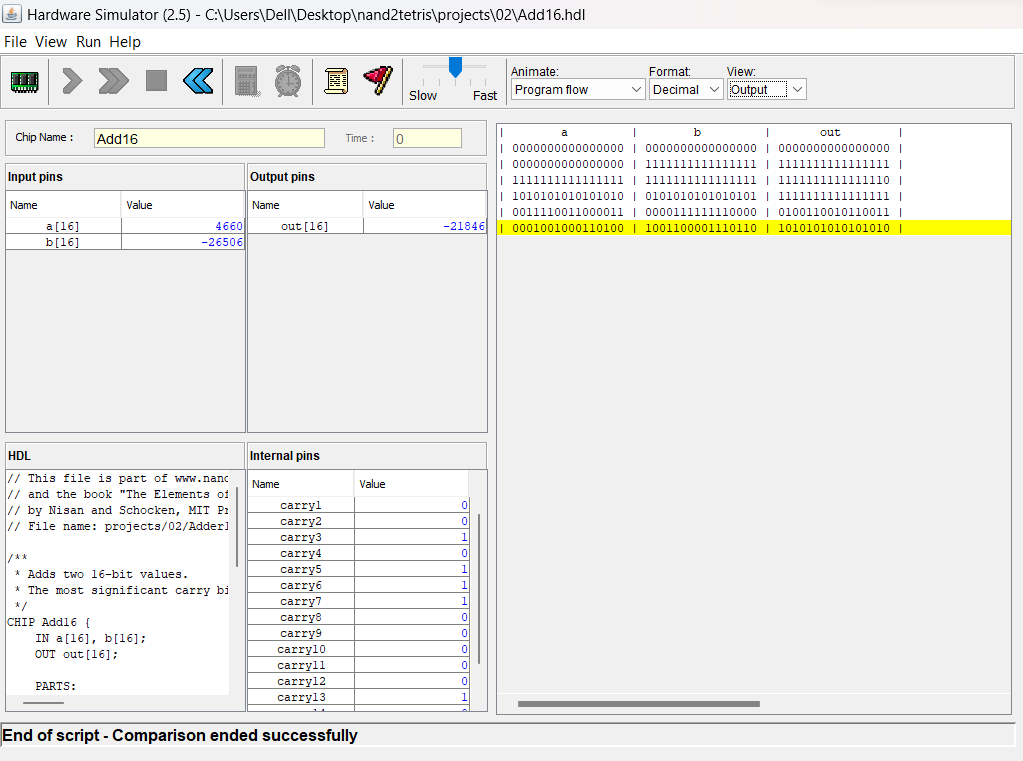 Hardware Simulator (2.5) - C:\Users\Dell\Desktop\nand2tetris\projects\02\Add16.hdl
File View Run Help
Slow Fast
Animate: Format: View:
Program flow Decimal Output
Chip Name : Add16 Time : 0
Input pins
Name Value
a[16] 4660
b[16] -26506
Output pins
Name Value
out[16] -21846
| a | b | out |
| 0000000000000000 | 0000000000000000 | 0000000000000000 |
| 0000000000000000 | 1111111111111111 | 1111111111111111 |
| 1111111111111111 | 1111111111111111 | 1111111111111110 |
| 1010101010101010 | 0101010101010101 | 1111111111111111 |
| 0011110011000011 | 0000111111110000 | 0100110010110011 |
| 0001001000110100 | 1001100001110110 | 1010101010101010 |
HDL
// This file is part of www.nand
// and the book "The Elements of
// by Nisan and Schocken, MIT Pr
// File name: projects/02/Adder1
/**
* Adds two 16-bit values.
* The most significant carry bi
*/
CHIP Add16 {
IN a[16], b[16];
OUT out[16];
PARTS:
Internal pins
Name Value
carry1 0
carry2 0
carry3 1
carry4 0
carry5 1
carry6 1
carry7 1
carry8 0
carry9 0
carry10 0
carry11 0
carry12 0
carry13 1
End of script - Comparison ended successfully